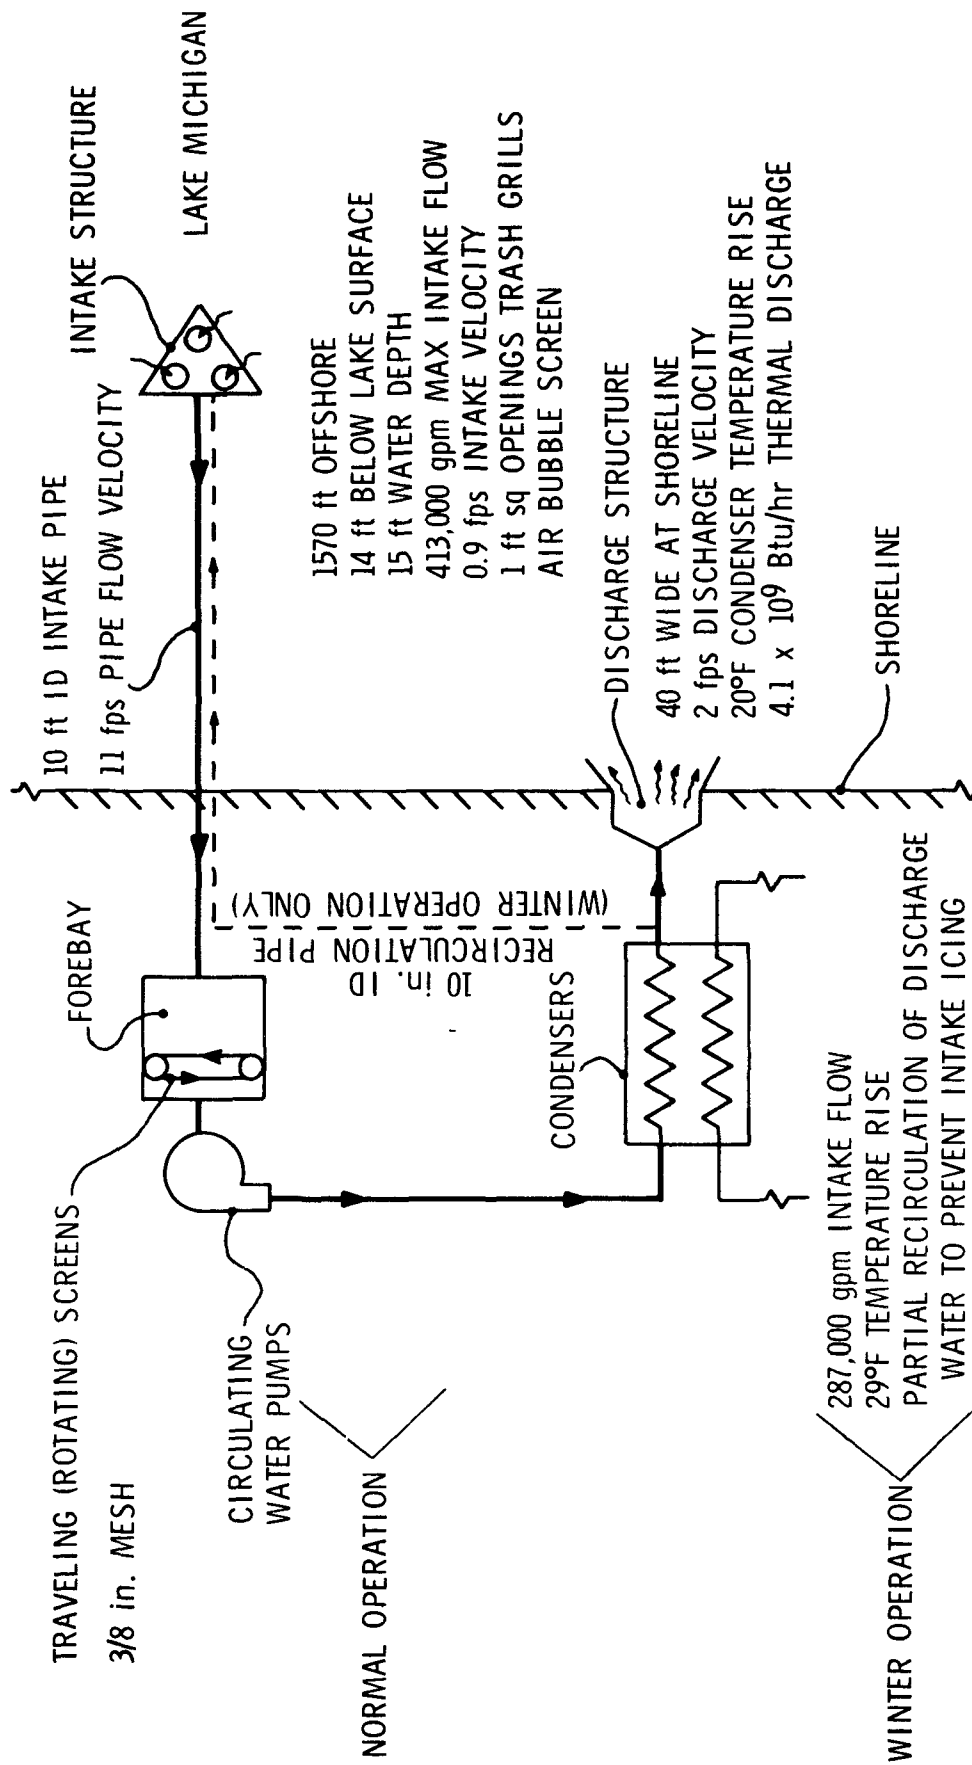 TRAVELING (ROTATING) SCREENS
3/8 in. MESH
FOREBAY
10 ft ID INTAKE PIPE
11 fps PIPE FLOW VELOCITY
INTAKE STRUCTURE
LAKE MICHIGAN
CIRCULATING
WATER PUMPS
NORMAL OPERATION
10 in. ID
RECIRCULATION PIPE
(WINTER OPERATION ONLY)
1570 ft OFFSHORE
14 ft BELOW LAKE SURFACE
15 ft WATER DEPTH
413,000 gpm MAX INTAKE FLOW
0.9 fps INTAKE VELOCITY
1 ft sq OPENINGS TRASH GRILLS
AIR BUBBLE SCREEN
CONDENSERS
DISCHARGE STRUCTURE
40 ft WIDE AT SHORELINE
2 fps DISCHARGE VELOCITY
20°F CONDENSER TEMPERATURE RISE
4.1 x 10⁹ Btu/hr THERMAL DISCHARGE
SHORELINE
WINTER OPERATION
287,000 gpm INTAKE FLOW
29°F TEMPERATURE RISE
PARTIAL RECIRCULATION OF DISCHARGE
WATER TO PREVENT INTAKE ICING